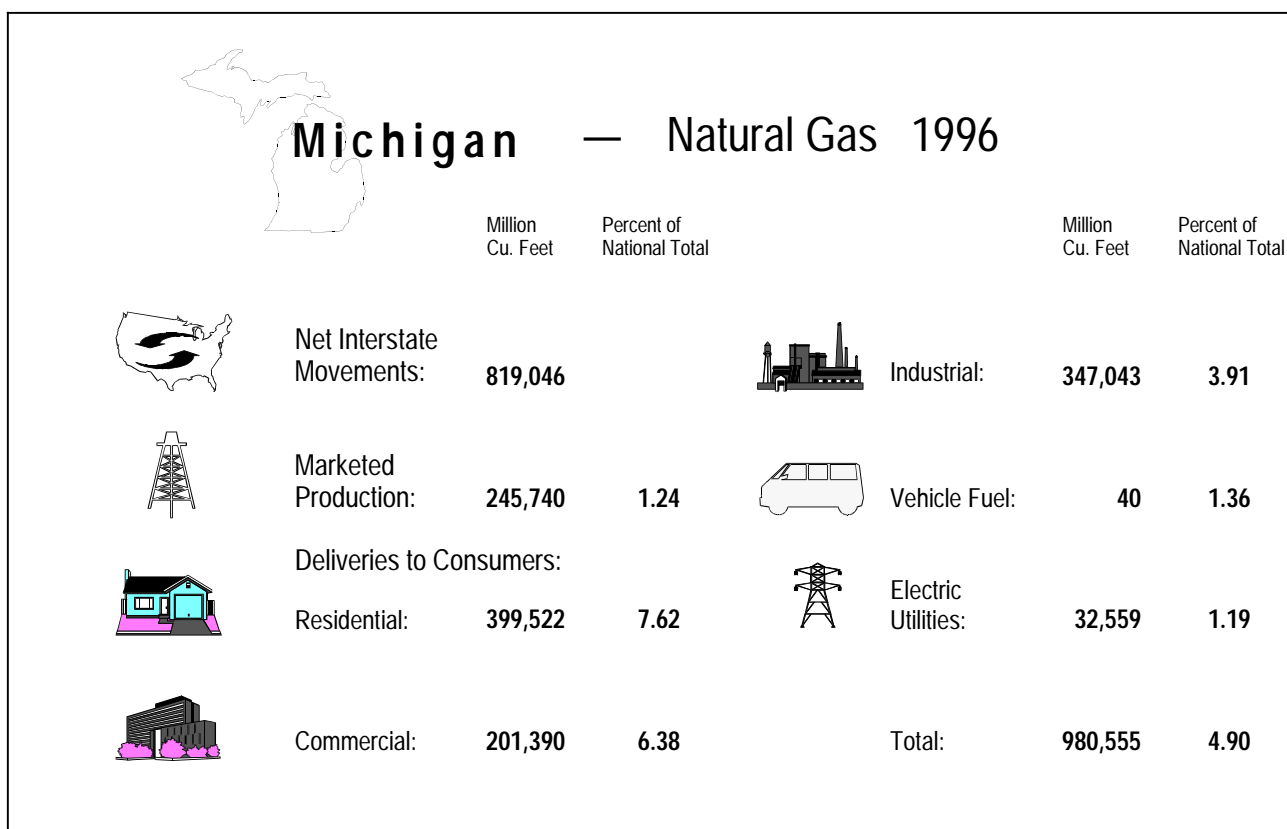 Michigan — Natural Gas 1996
Million Cu. Feet
Percent of National Total
Million Cu. Feet
Percent of National Total
Net Interstate Movements: 819,046
Industrial: 347,043 3.91
Marketed Production: 245,740 1.24
Vehicle Fuel: 40 1.36
Deliveries to Consumers:
Residential: 399,522 7.62
Electric Utilities: 32,559 1.19
Commercial: 201,390 6.38
Total: 980,555 4.90